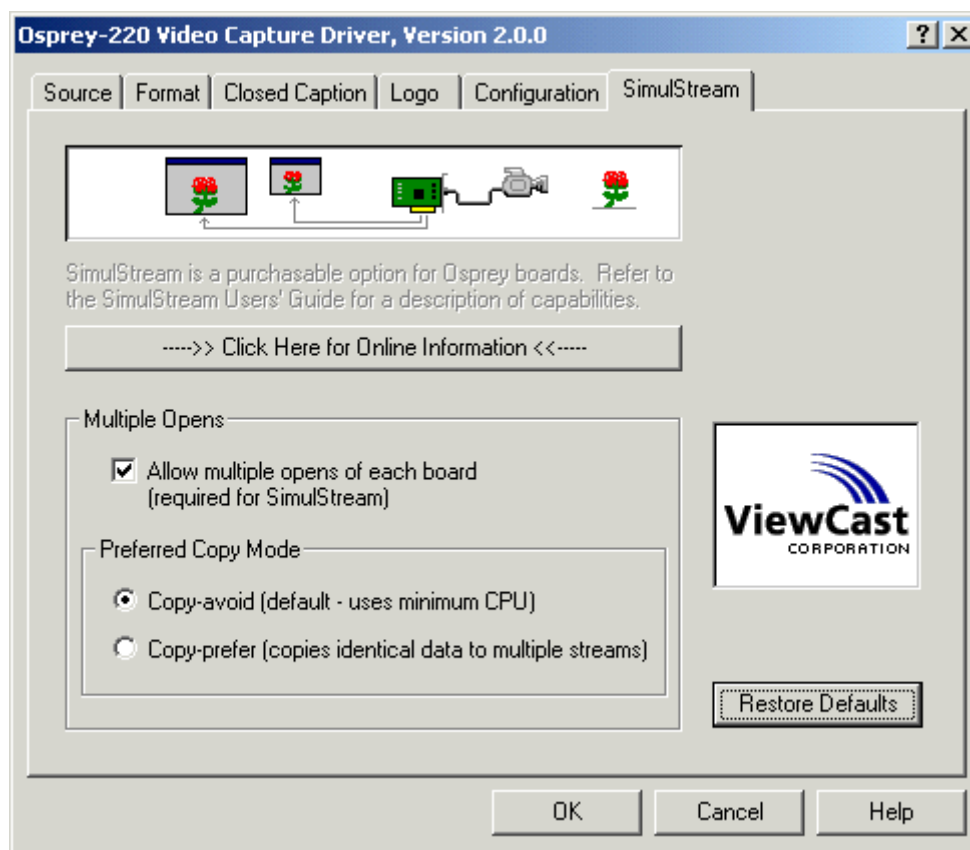 Osprey-220 Video Capture Driver, Version 2.0.0
Source
Format
Closed Caption
Logo
Configuration
SimulStream
SimulStream is a purchasable option for Osprey boards. Refer to
the SimulStream Users' Guide for a description of capabilities.
----->> Click Here for Online Information <<-----
Multiple Opens
Allow multiple opens of each board
(required for SimulStream)
Preferred Copy Mode
Copy-avoid (default - uses minimum CPU)
Copy-prefer (copies identical data to multiple streams)
ViewCast
CORPORATION
Restore Defaults
OK
Cancel
Help